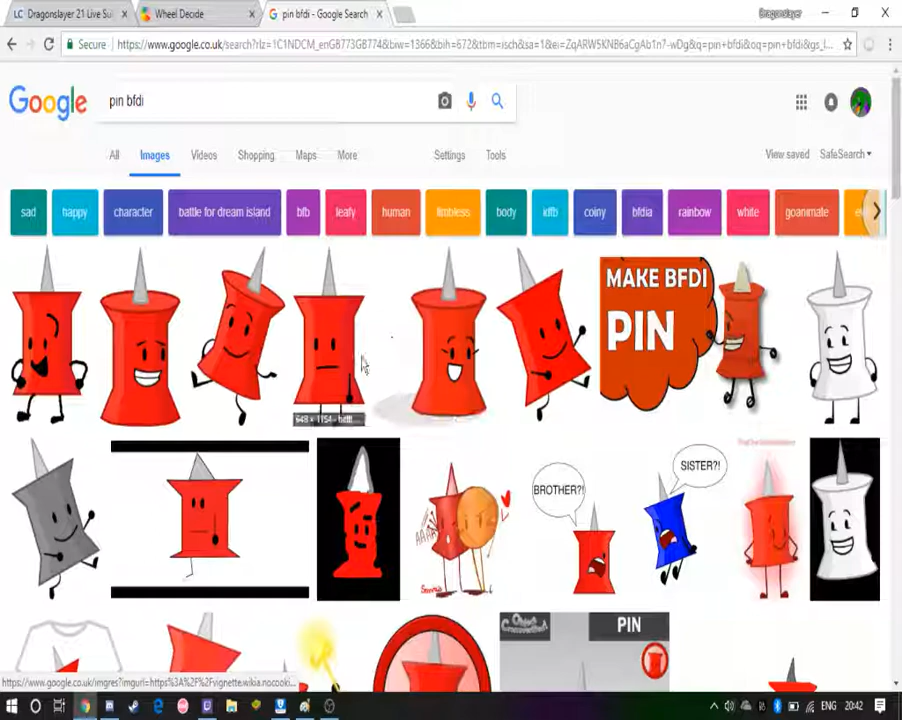 LC Dragonslayer 21 Live Su
Wheel Decide
pin bfdi - Google Search
Dragonslayer
Secure
https://www.google.co.uk/search?rlz=1C1NDCM_enGB773GB774&biw=1366&bih=672&tbm=isch&sa=1&ei=ZqARW5KNB6aCgAb1n7-wDg&q=pin+bfdi&oq=pin+bfdi&gs_l...
Google
pin bfdi
All Images Videos Shopping Maps More Settings Tools
View saved SafeSearch
sad happy character battle for dream island bfb leafy human limbless body idfb coiny bfdia rainbow white goanimate
MAKE BFDI
PIN
648 × 1154 -
BROTHER?!
SISTER?!
AAAA
PIN
https://www.google.co.uk/imgres?imgurl=https%3A%2F%2Fvignette.wikia.nocooki...
ENG 20:42